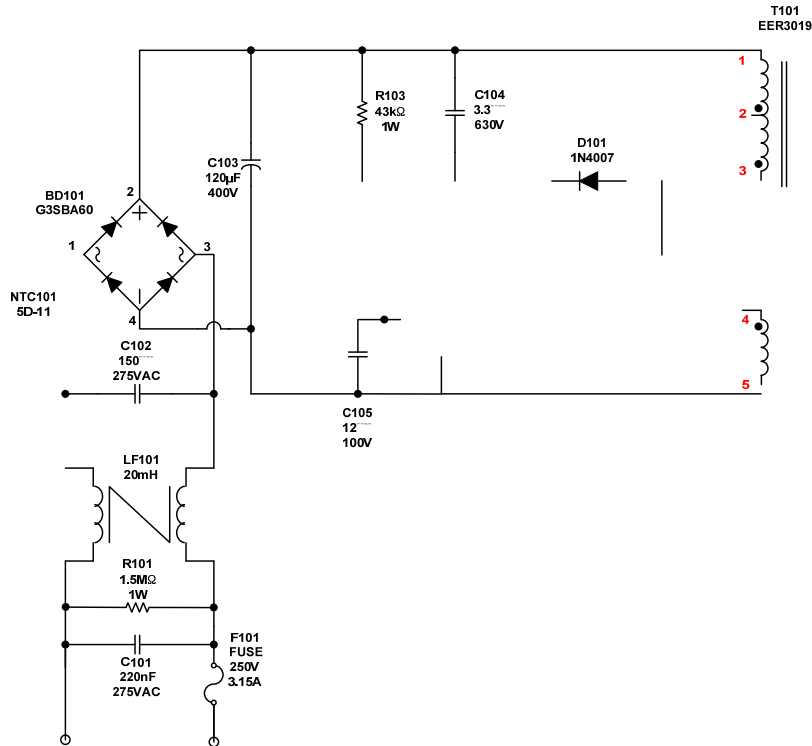 T101
EER3019
1
R103
43kΩ
1W
C104
3.3
630V
2
D101
1N4007
C103
120µF
400V
3
BD101
G3SBA60
2
1
3
NTC101
5D-11
4
4
C102
150
275VAC
5
C105
12
100V
LF101
20mH
R101
1.5MΩ
1W
F101
FUSE
250V
3.15A
C101
220nF
275VAC